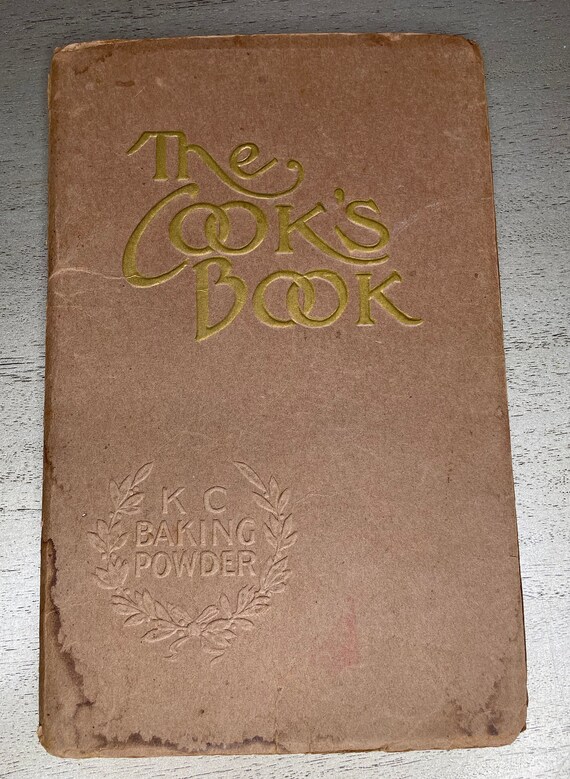 The
Cook's
Book
K C
BAKING
POWDER